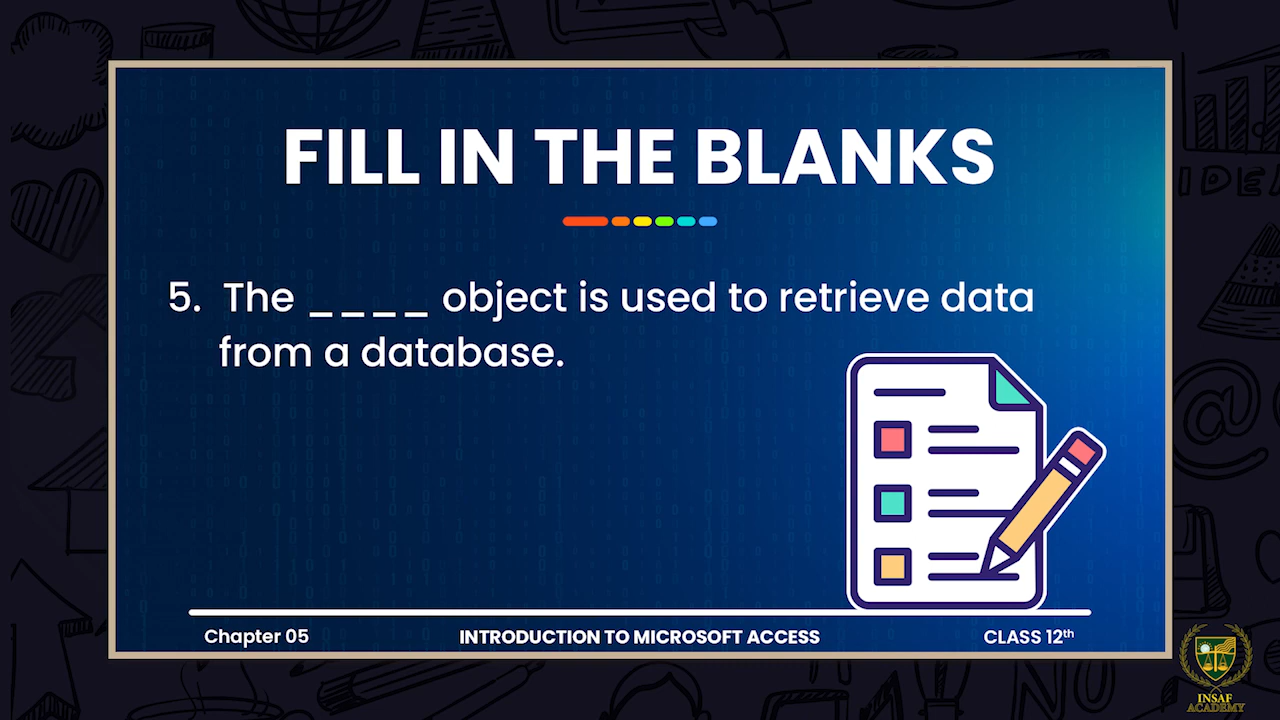 IDEA
FILL IN THE BLANKS
5. The _ _ _ _ object is used to retrieve data
from a database.
Chapter 05
INTRODUCTION TO MICROSOFT ACCESS
CLASS 12th
INSAF
ACADEMY